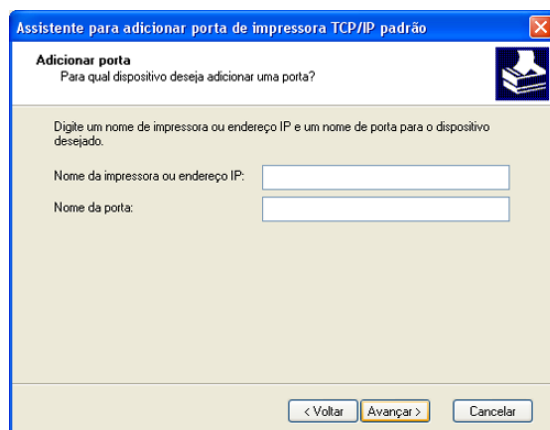 Assistente para adicionar porta de impressora TCP/IP padrão
Adicionar porta
Para qual dispositivo deseja adicionar uma porta?
Digite um nome de impressora ou endereço IP e um nome de porta para o dispositivo
desejado.
Nome da impressora ou endereço IP:
Nome da porta:
< Voltar
Avançar >
Cancelar